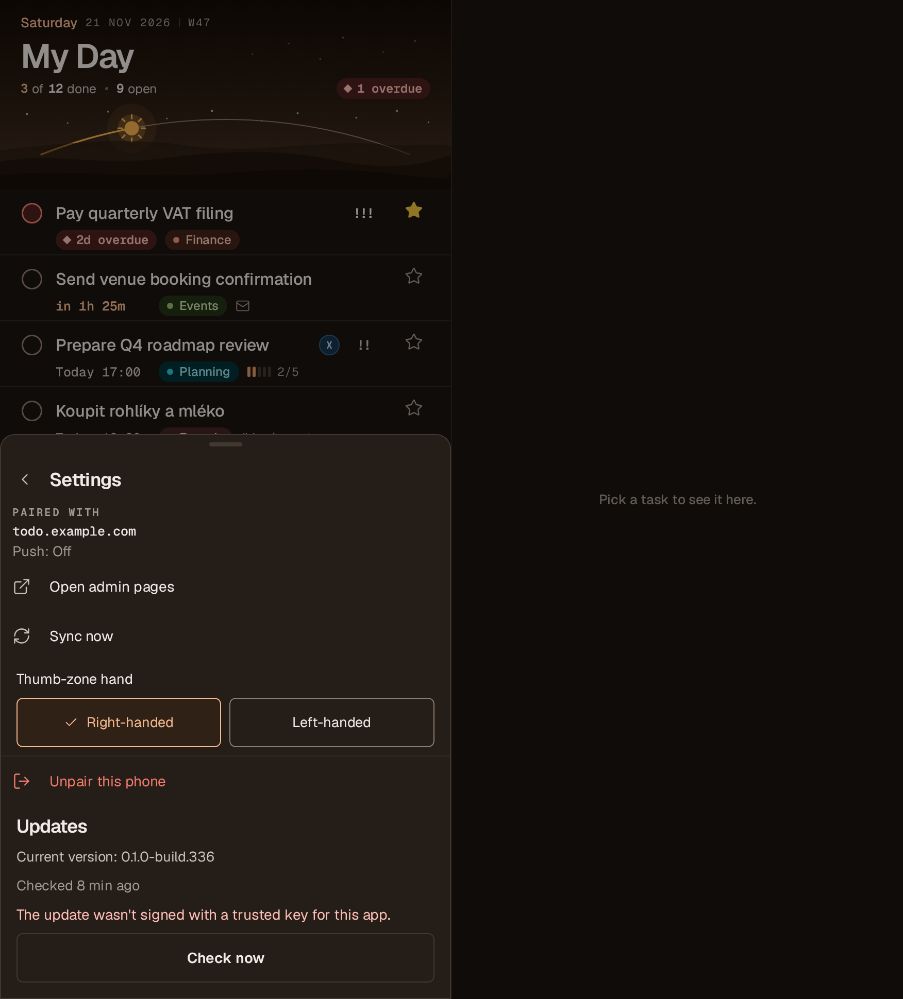 Saturday 21 NOV 2026 | W47
My Day
3 of 12 done • 9 open
◆ 1 overdue
Pay quarterly VAT filing !!!
◆ 2d overdue • Finance
Send venue booking confirmation
in 1h 25m • Events
Prepare Q4 roadmap review X !!
Today 17:00 • Planning 2/5
Koupit rohlíky a mléko
Settings
PAIRED WITH
todo.example.com
Push: Off
Open admin pages
Sync now
Thumb-zone hand
Right-handed
Left-handed
Unpair this phone
Updates
Current version: 0.1.0-build.336
Checked 8 min ago
The update wasn't signed with a trusted key for this app.
Check now
Pick a task to see it here.